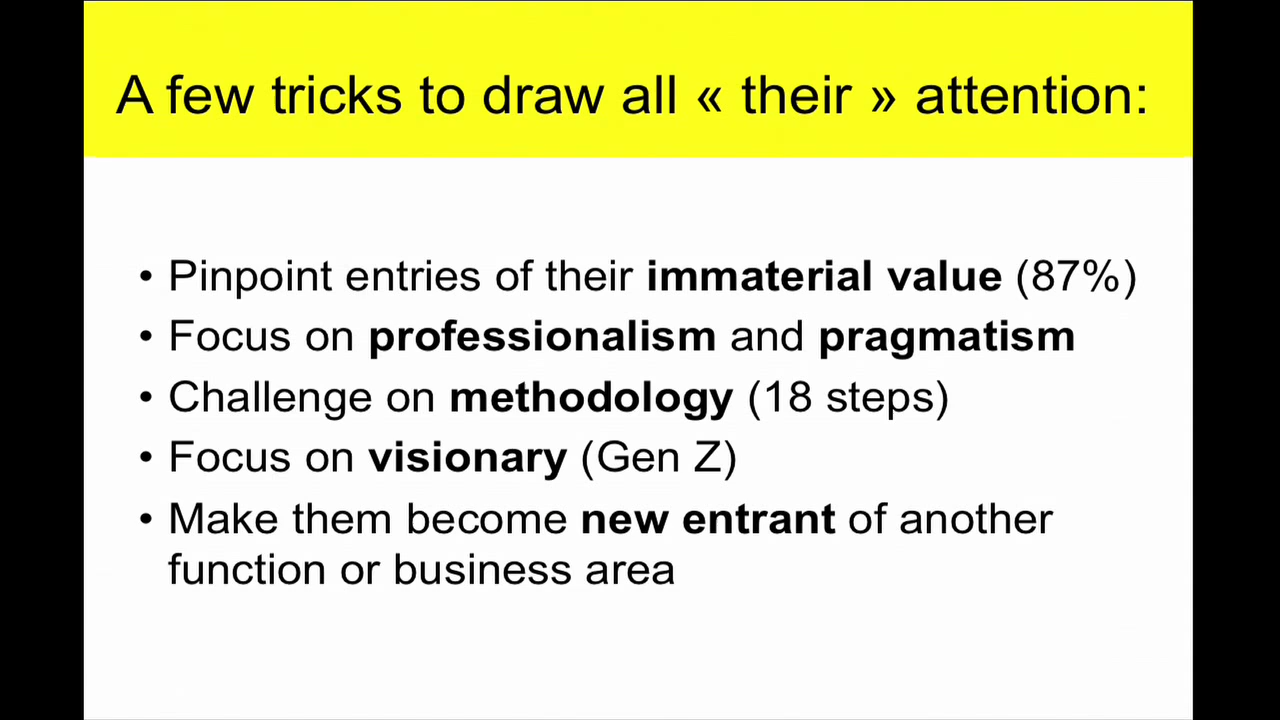 A few tricks to draw all « their » attention:
• Pinpoint entries of their immaterial value (87%)
• Focus on professionalism and pragmatism
• Challenge on methodology (18 steps)
• Focus on visionary (Gen Z)
• Make them become new entrant of another
function or business area